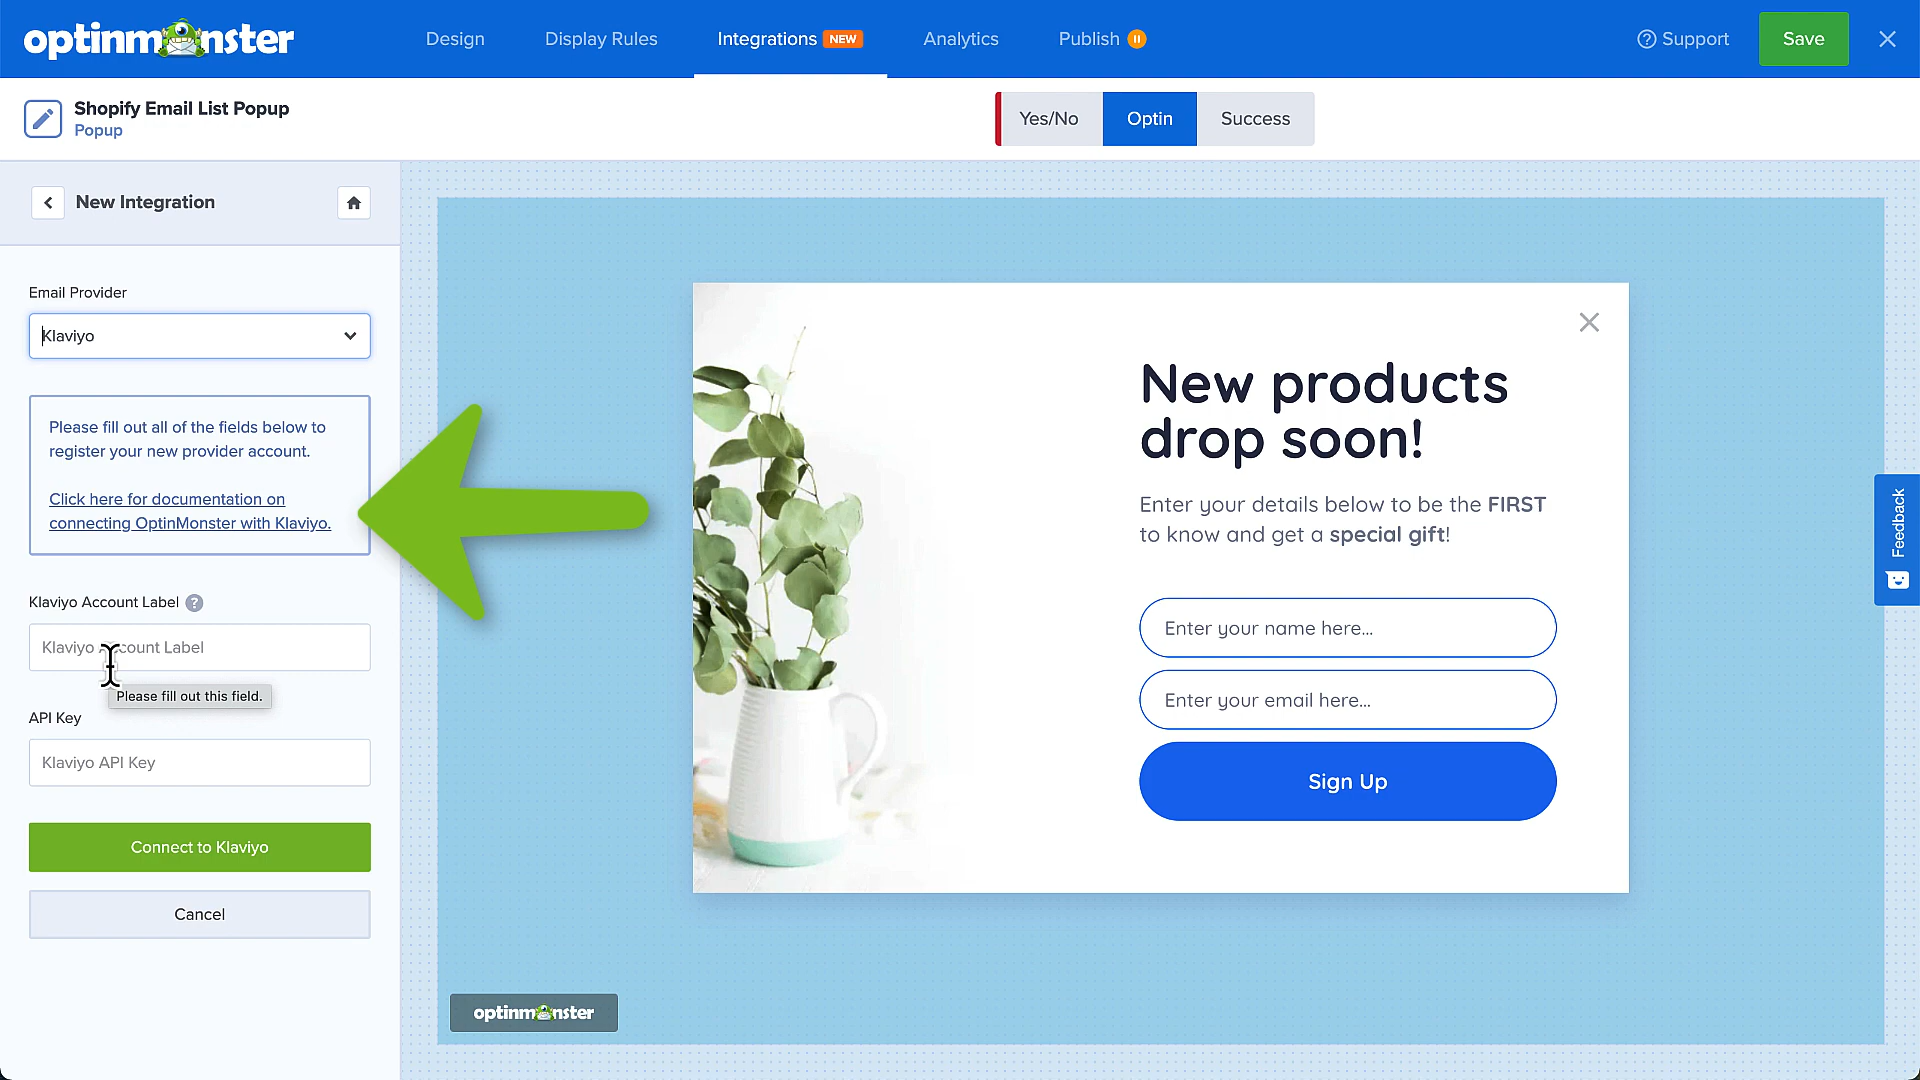 optinmonster
Design
Display Rules
Integrations NEW
Analytics
Publish
Support
Save
Shopify Email List Popup
Popup
Yes/No
Optin
Success
New Integration
Email Provider
Klaviyo
Please fill out all of the fields below to
register your new provider account.
Click here for documentation on
connecting OptinMonster with Klaviyo.
Klaviyo Account Label ?
Klaviyo Account Label
Please fill out this field.
API Key
Klaviyo API Key
Connect to Klaviyo
Cancel
New products
drop soon!
Enter your details below to be the FIRST
to know and get a special gift!
Enter your name here...
Enter your email here...
Sign Up
Feedback
optinmonster